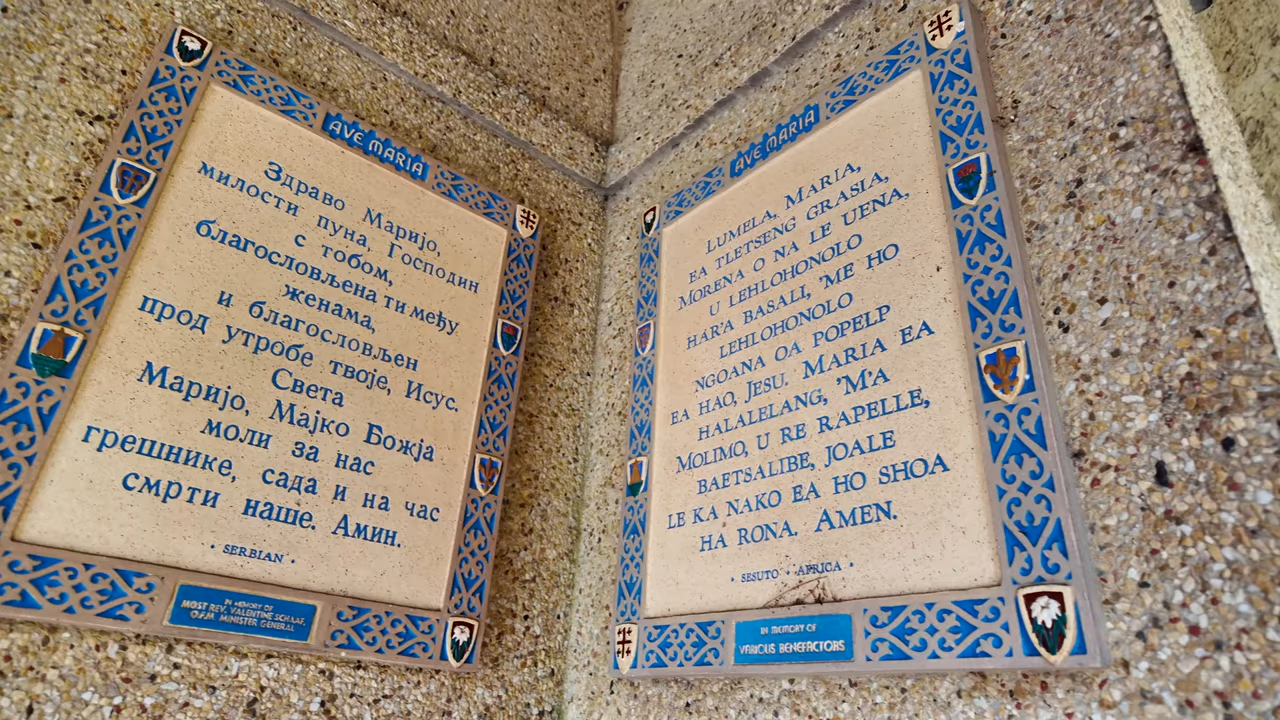 AVE MARIA
Здраво Маријо,
милости пуна, Господин
с тобом,
благословљена ти међу
женама,
и благословљен
прод утробе твоје, Исус.
Света
Маријо, Мајко Божја
моли за нас
грешнике, сада и на час
смрти наше. Амин.
· SERBIAN ·
IN MEMORY OF
MOST REV. VALENTINE SCHAAF,
O.F.M. MINISTER GENERAL
AVE MARIA
LUMELA, MARIA,
EA TLETSENG GRASIA,
MORENA O NA LE UENA,
U LEHLOHONOLO
HAR'A BASALI, 'ME HO
LEHLOHONOLO
NGOANA OA POPELP
EA HAO, JESU. MARIA EA
HALALELANG, 'M'A
MOLIMO, U RE RAPELLE,
BAETSALIBE, JOALE
LE KA NAKO EA HO SHOA
HA RONA. AMEN.
· SESUTO · AFRICA ·
IN MEMORY OF
VARIOUS BENEFACTORS